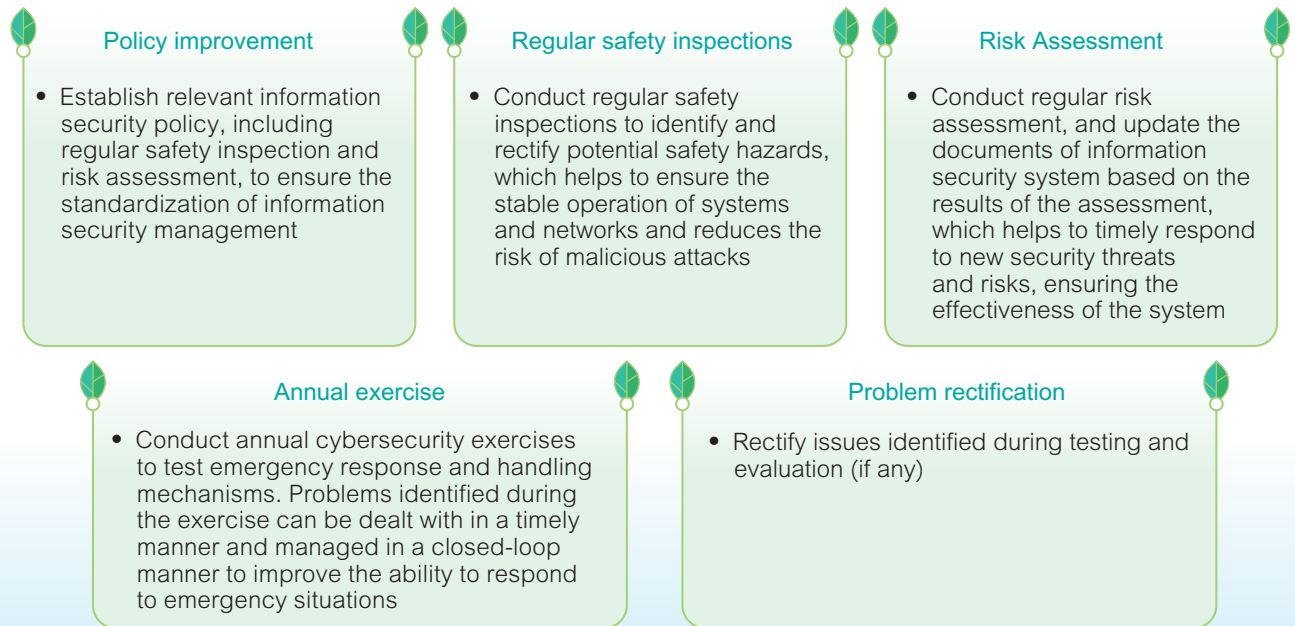 Policy improvement
• Establish relevant information
security policy, including
regular safety inspection and
risk assessment, to ensure the
standardization of information
security management
Regular safety inspections
• Conduct regular safety
inspections to identify and
rectify potential safety hazards,
which helps to ensure the
stable operation of systems
and networks and reduces the
risk of malicious attacks
Risk Assessment
• Conduct regular risk
assessment, and update the
documents of information
security system based on the
results of the assessment,
which helps to timely respond
to new security threats
and risks, ensuring the
effectiveness of the system
Annual exercise
• Conduct annual cybersecurity exercises
to test emergency response and handling
mechanisms. Problems identified during
the exercise can be dealt with in a timely
manner and managed in a closed-loop
manner to improve the ability to respond
to emergency situations
Problem rectification
• Rectify issues identified during testing and
evaluation (if any)